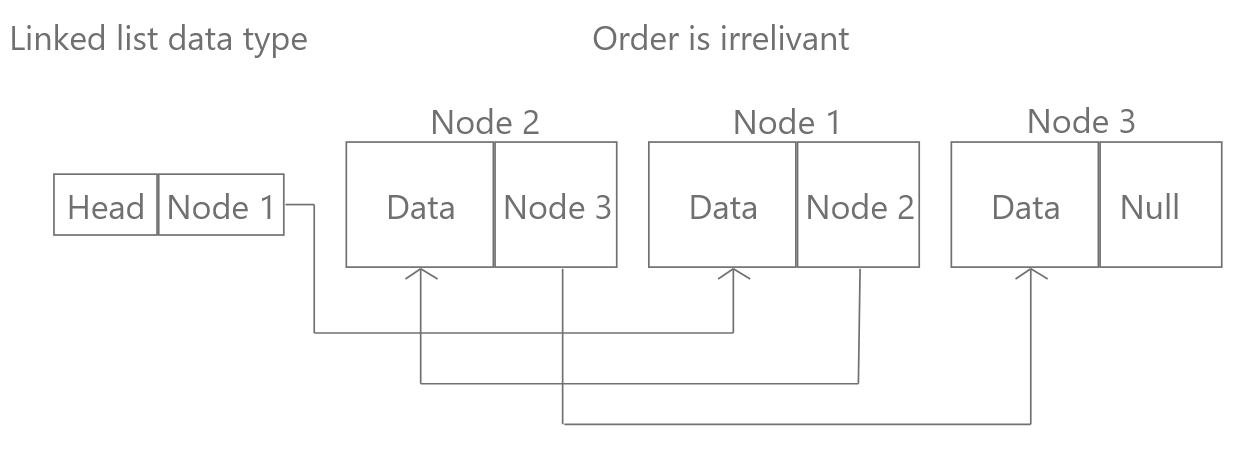 Linked list data type
Order is irrelivant
Node 2
Node 1
Node 3
Head
Node 1
Data
Node 3
Data
Node 2
Data
Null